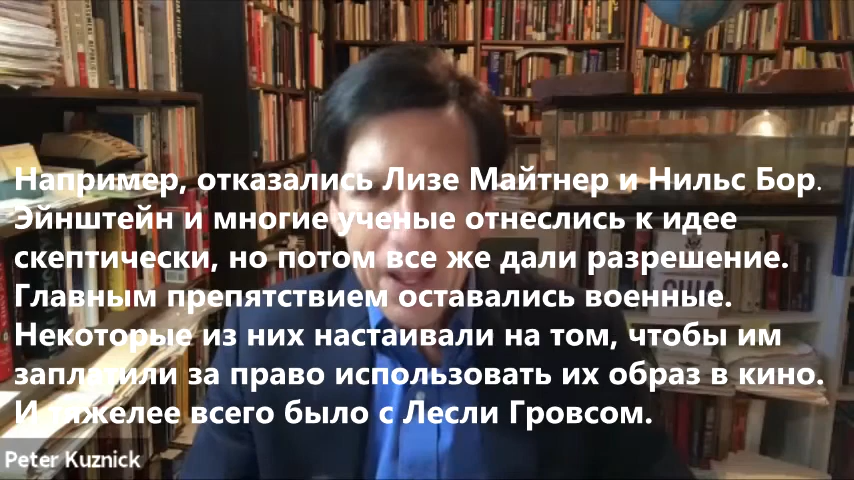 Например, отказались Лизе Майтнер и Нильс Бор.
Эйнштейн и многие ученые отнеслись к идее
скептически, но потом все же дали разрешение.
Главным препятствием оставались военные.
Некоторые из них настаивали на том, чтобы им
заплатили за право использовать их образ в кино.
И тяжелее всего было с Лесли Гровсом.
США
Peter Kuznick